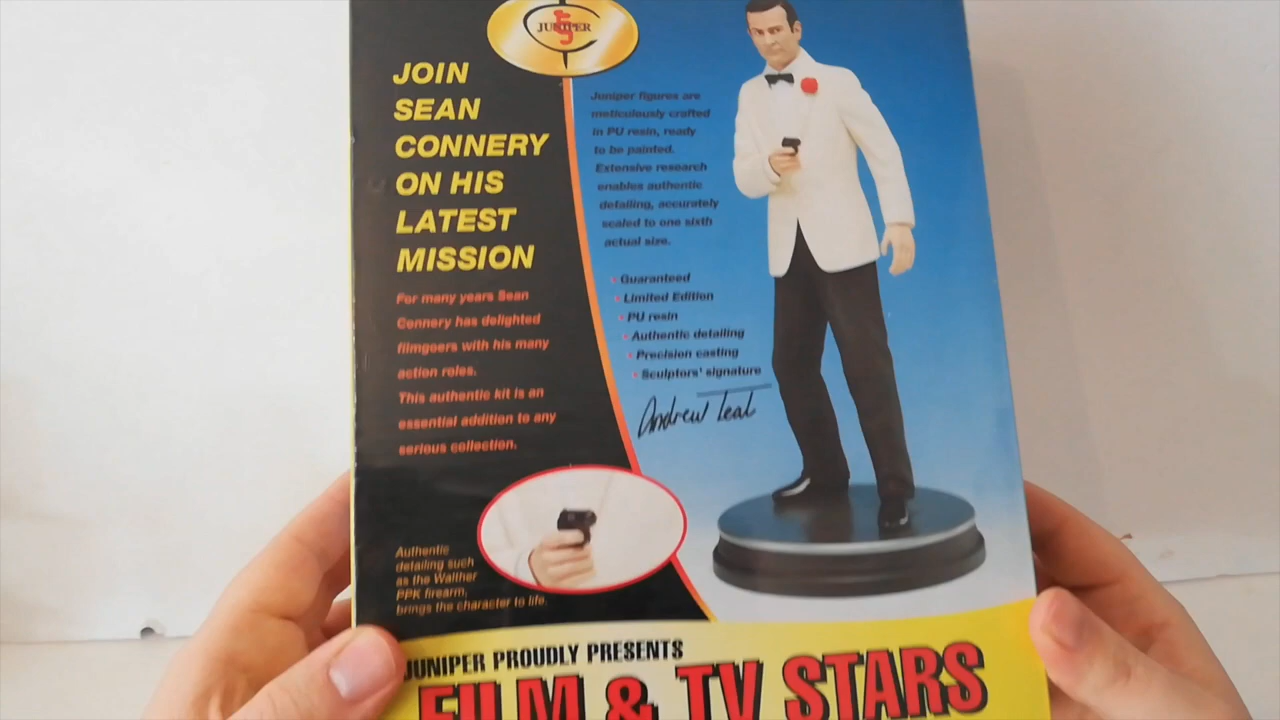 JUNIPER
JOIN
SEAN
CONNERY
ON HIS
LATEST
MISSION
For many years Sean
Connery has delighted
filmgoers with his many
action roles.
This authentic kit is an
essential addition to any
serious collection.
Juniper figures are
meticulously crafted
in PU resin, ready
to be painted.
Extensive research
enables authentic
detailing, accurately
scaled to one sixth
actual size.
Guaranteed
Limited Edition
PU resin
Authentic detailing
Precision casting
Sculptors' signature
Andrew Leal
Authentic
detailing such
as the Walther
PPK firearm,
brings the character to life.
JUNIPER PROUDLY PRESENTS
FILM & TV STARS